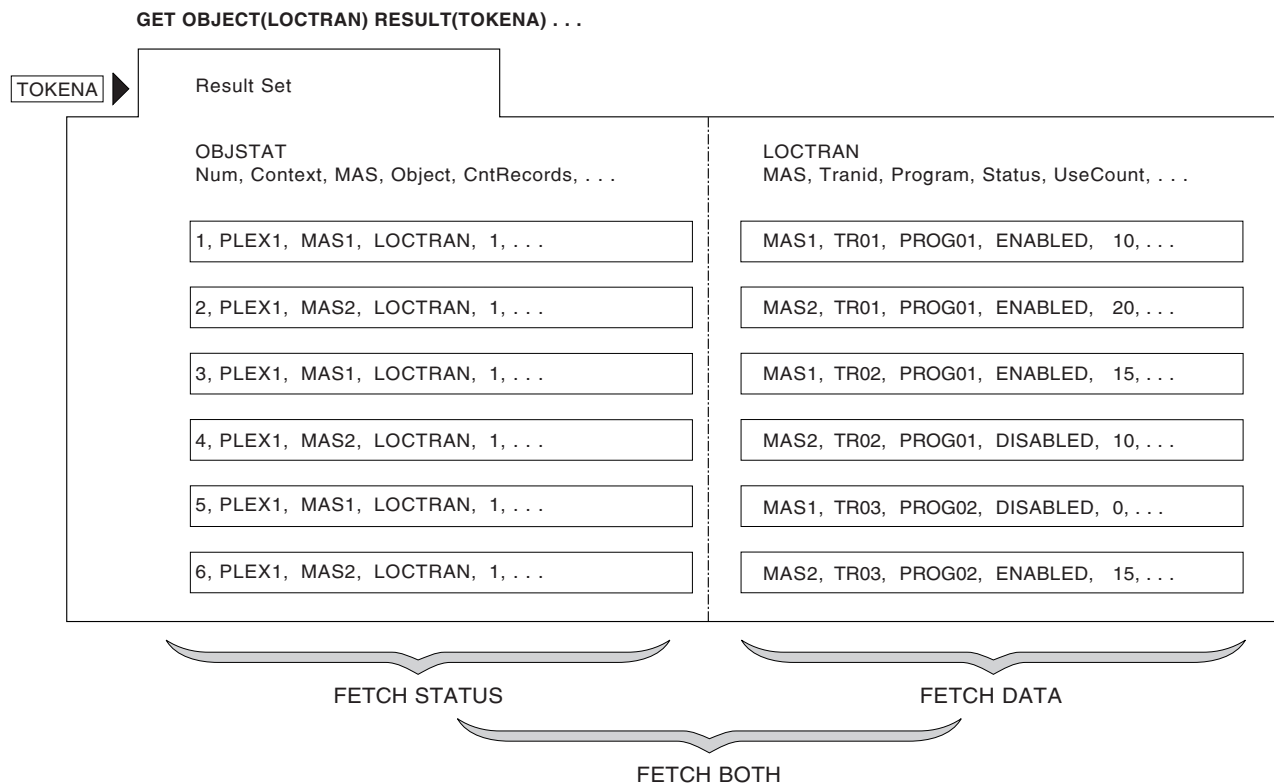 GET OBJECT(LOCTRAN) RESULT(TOKENA) . . .
TOKENA
Result Set
OBJSTAT
Num, Context, MAS, Object, CntRecords, . . .
1, PLEX1, MAS1, LOCTRAN, 1, . . .
2, PLEX1, MAS2, LOCTRAN, 1, . . .
3, PLEX1, MAS1, LOCTRAN, 1, . . .
4, PLEX1, MAS2, LOCTRAN, 1, . . .
5, PLEX1, MAS1, LOCTRAN, 1, . . .
6, PLEX1, MAS2, LOCTRAN, 1, . . .
LOCTRAN
MAS, Tranid, Program, Status, UseCount, . . .
MAS1, TR01, PROG01, ENABLED, 10, . . .
MAS2, TR01, PROG01, ENABLED, 20, . . .
MAS1, TR02, PROG01, ENABLED, 15, . . .
MAS2, TR02, PROG01, DISABLED, 10, . . .
MAS1, TR03, PROG02, DISABLED, 0, . . .
MAS2, TR03, PROG02, ENABLED, 15, . . .
FETCH STATUS
FETCH DATA
FETCH BOTH